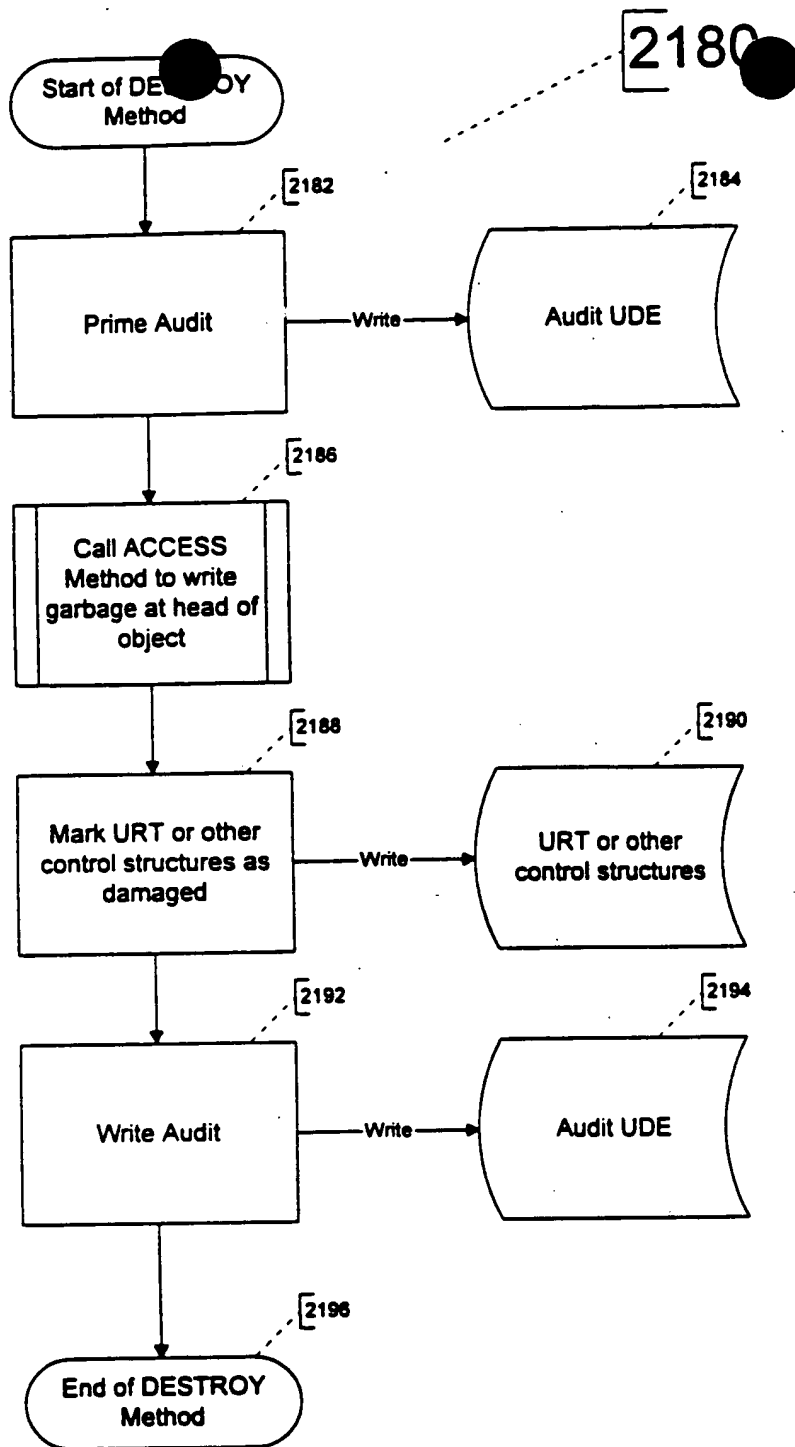 2180
Start of
Method
2182
2184
Prime Audit
Write
Audit UDE
2186
Call ACCESS
Method to write
garbage at head of
object
2188
2190
Mark URT or other
control structures as
damaged
Write
URT or other
control structures
2192
2194
Write Audit
Write
Audit UDE
2196
End of DESTROY
Method